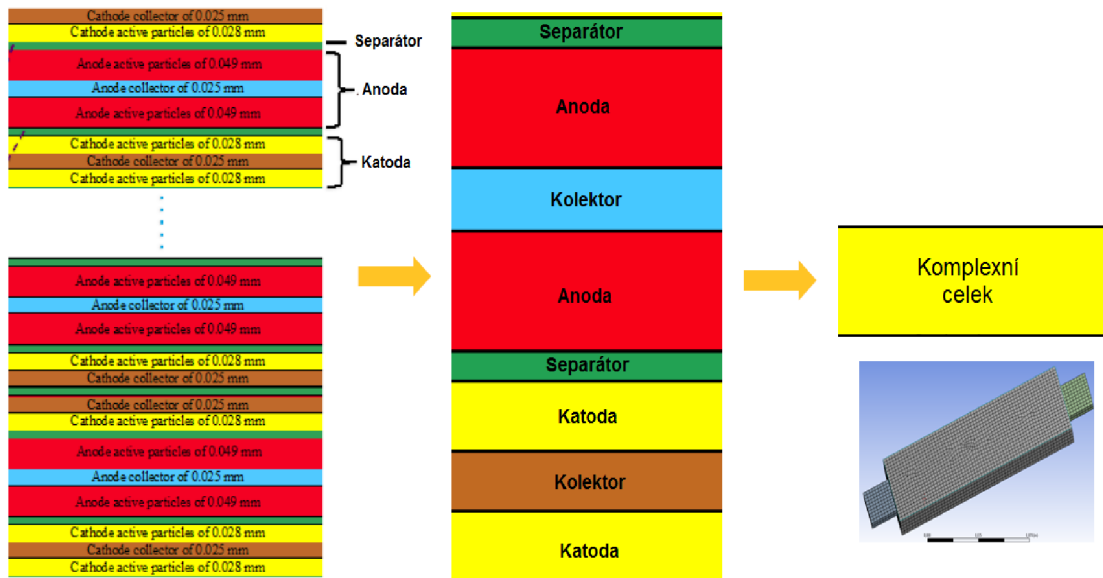 Cathode collector of 0.025 mm
Cathode active particles of 0.028 mm
Anode active particles of 0.049 mm
Anode collector of 0.025 mm
Anode active particles of 0.049 mm
Cathode active particles of 0.028 mm
Cathode collector of 0.025 mm
Cathode active particles of 0.028 mm
Separátor
Anoda
Katoda
Anode active particles of 0.049 mm
Anode collector of 0.025 mm
Anode active particles of 0.049 mm
Cathode active particles of 0.028 mm
Cathode collector of 0.025 mm
Cathode collector of 0.025 mm
Cathode active particles of 0.028 mm
Anode active particles of 0.049 mm
Anode collector of 0.025 mm
Anode active particles of 0.049 mm
Cathode active particles of 0.028 mm
Cathode collector of 0.025 mm
Cathode active particles of 0.028 mm
Separátor
Anoda
Kolektor
Anoda
Separátor
Katoda
Kolektor
Katoda
Komplexní
celek